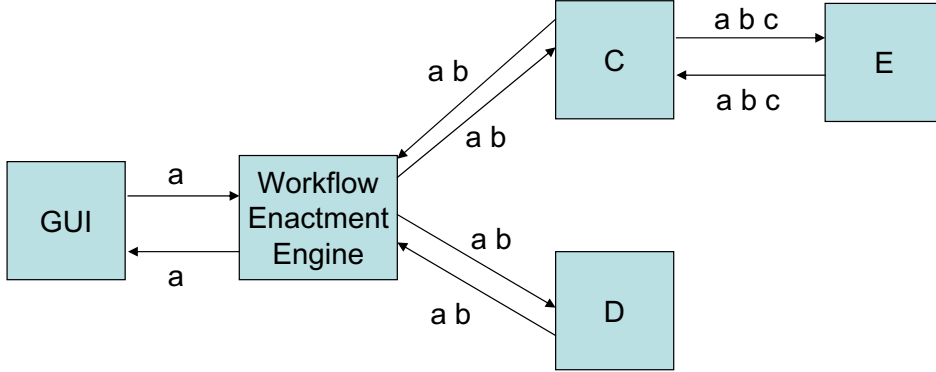 a b c
C
E
a b
a b c
a b
a
Workflow
Enactment
Engine
GUI
a b
a
a b
D